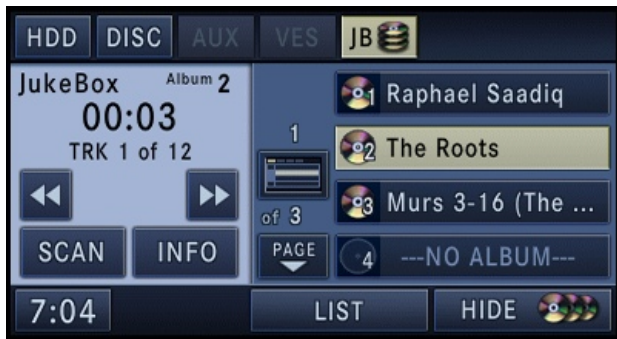 HDD DISC AUX VES JB
JukeBox Album 2
00:03
TRK 1 of 12
SCAN INFO
1
of 3
PAGE
1 Raphael Saadiq
2 The Roots
3 Murs 3-16 (The ...
4 ---NO ALBUM---
7:04 LIST HIDE